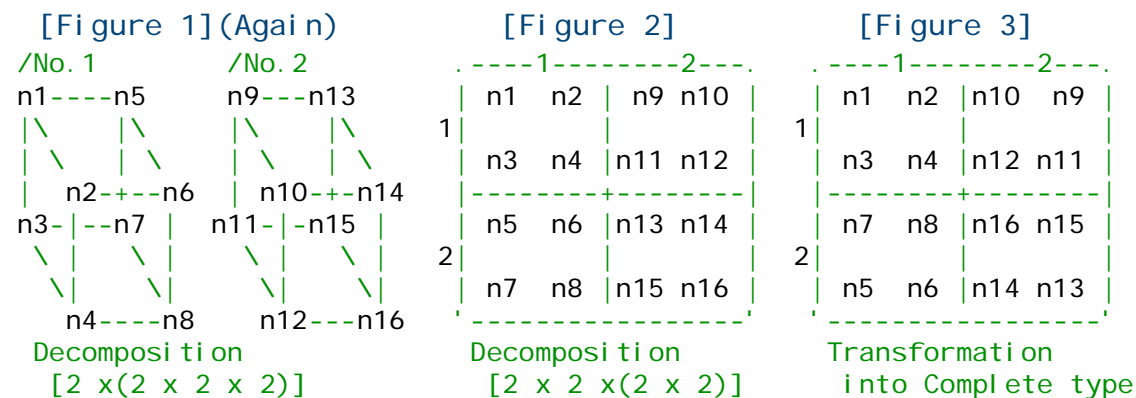 [Figure 1](Again) [Figure 2] [Figure 3]
/No.1 /No.2 .----1--------2---. .----1--------2---.
n1----n5 n9---n13 | n1 n2 | n9 n10 | | n1 n2 |n10 n9 |
|\ |\ |\ |\ 1| | | 1| | |
| \ | \ | \ | \ | n3 n4 |n11 n12 | | n3 n4 |n12 n11 |
| n2-+--n6 | n10-+-n14 |--------+--------| |--------+--------|
n3-|--n7 | n11-|-n15 | | n5 n6 |n13 n14 | | n7 n8 |n16 n15 |
\ | \ | \ | \ | 2| | | 2| | |
\| \| \| \| | n7 n8 |n15 n16 | | n5 n6 |n14 n13 |
n4----n8 n12---n16 '-----------------' '-----------------'
Decomposition Decomposition Transformation
[2 x(2 x 2 x 2)] [2 x 2 x(2 x 2)] into Complete type